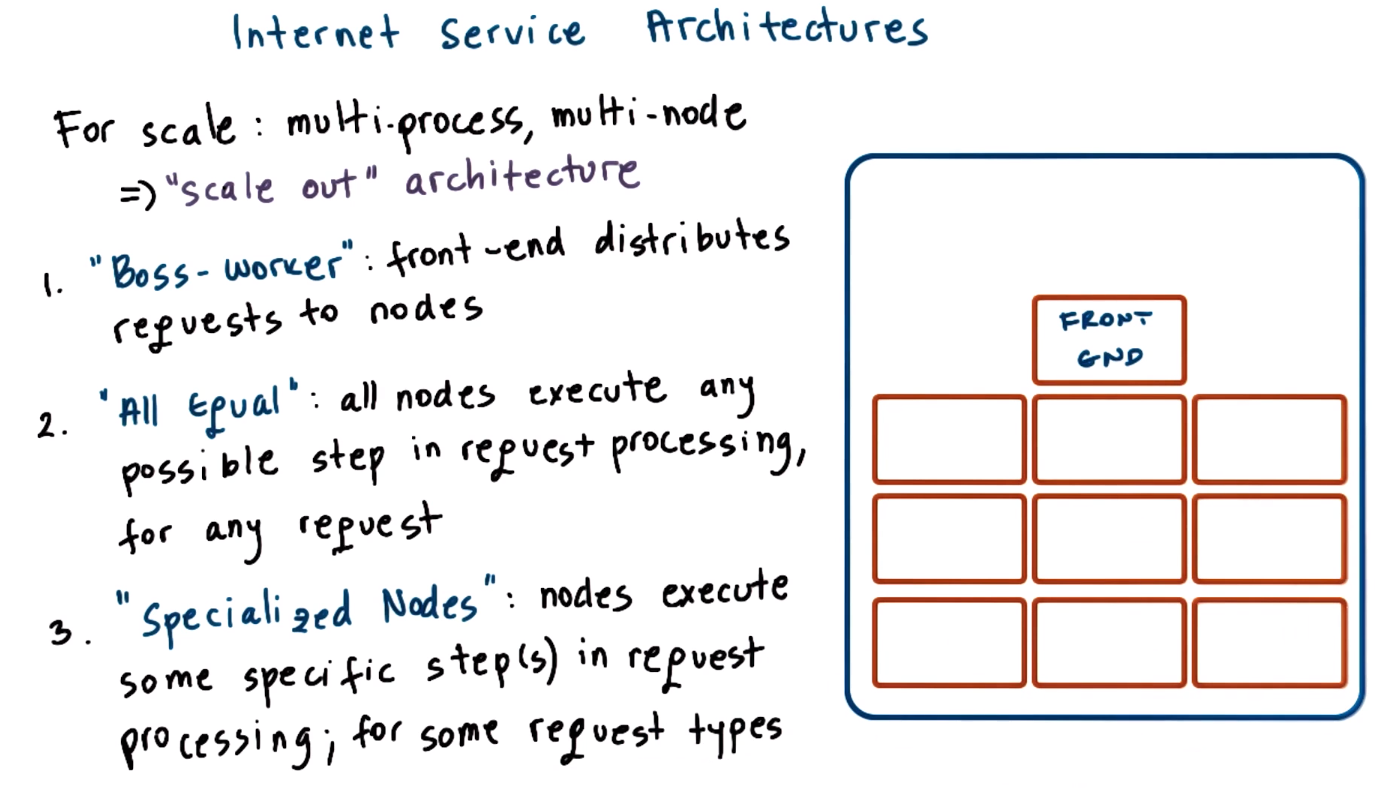 Internet Service Architectures
For scale: multi-process, multi-node
=> "scale out" architecture
1. "Boss-worker": front-end distributes
requests to nodes
2. "All Equal": all nodes execute any
possible step in request processing,
for any request
3. "Specialized Nodes": nodes execute
some specific step(s) in request
processing; for some request types
FRONT
END